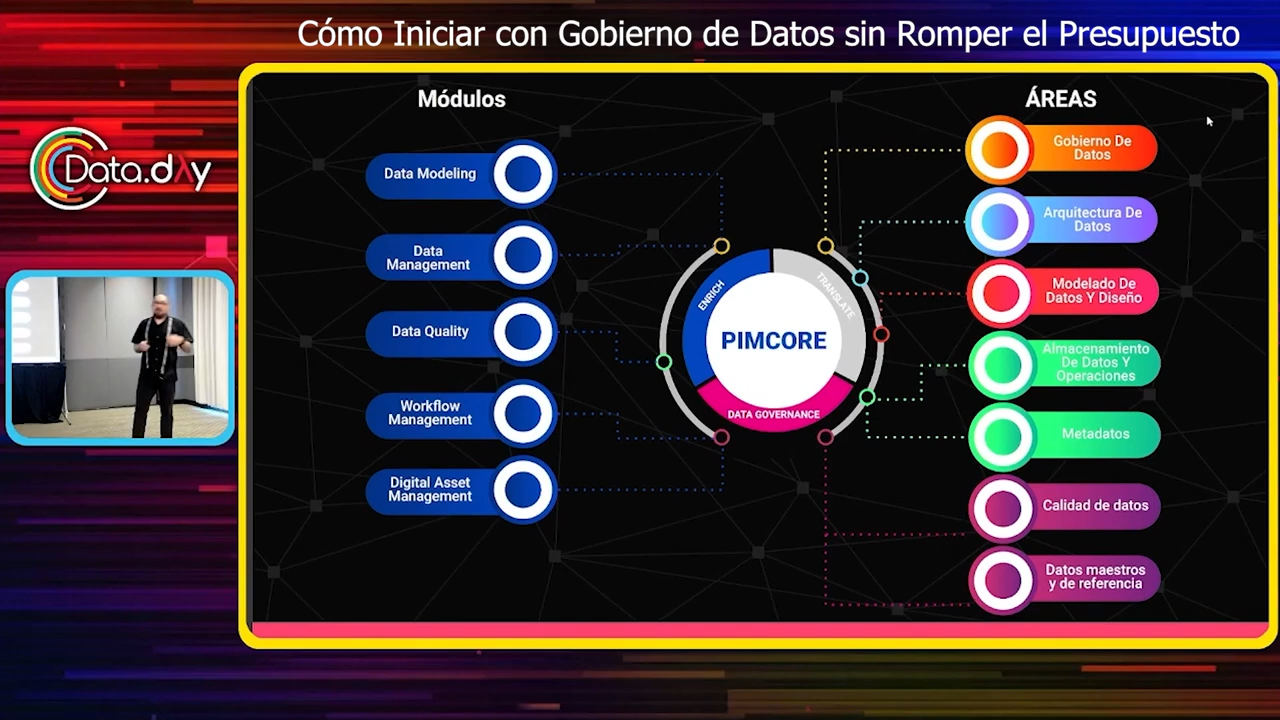 Cómo Iniciar con Gobierno de Datos sin Romper el Presupuesto
Data.dʌy
Módulos
Data Modeling
Data
Management
Data Quality
Workflow
Management
Digital Asset
Management
ENRICH
TRANSLATE
PIMCORE
DATA GOVERNANCE
ÁREAS
Gobierno De
Datos
Arquitectura De
Datos
Modelado De
Datos Y Diseño
Almacenamiento
De Datos Y
Operaciones
Metadatos
Calidad de datos
Datos maestros
y de referencia